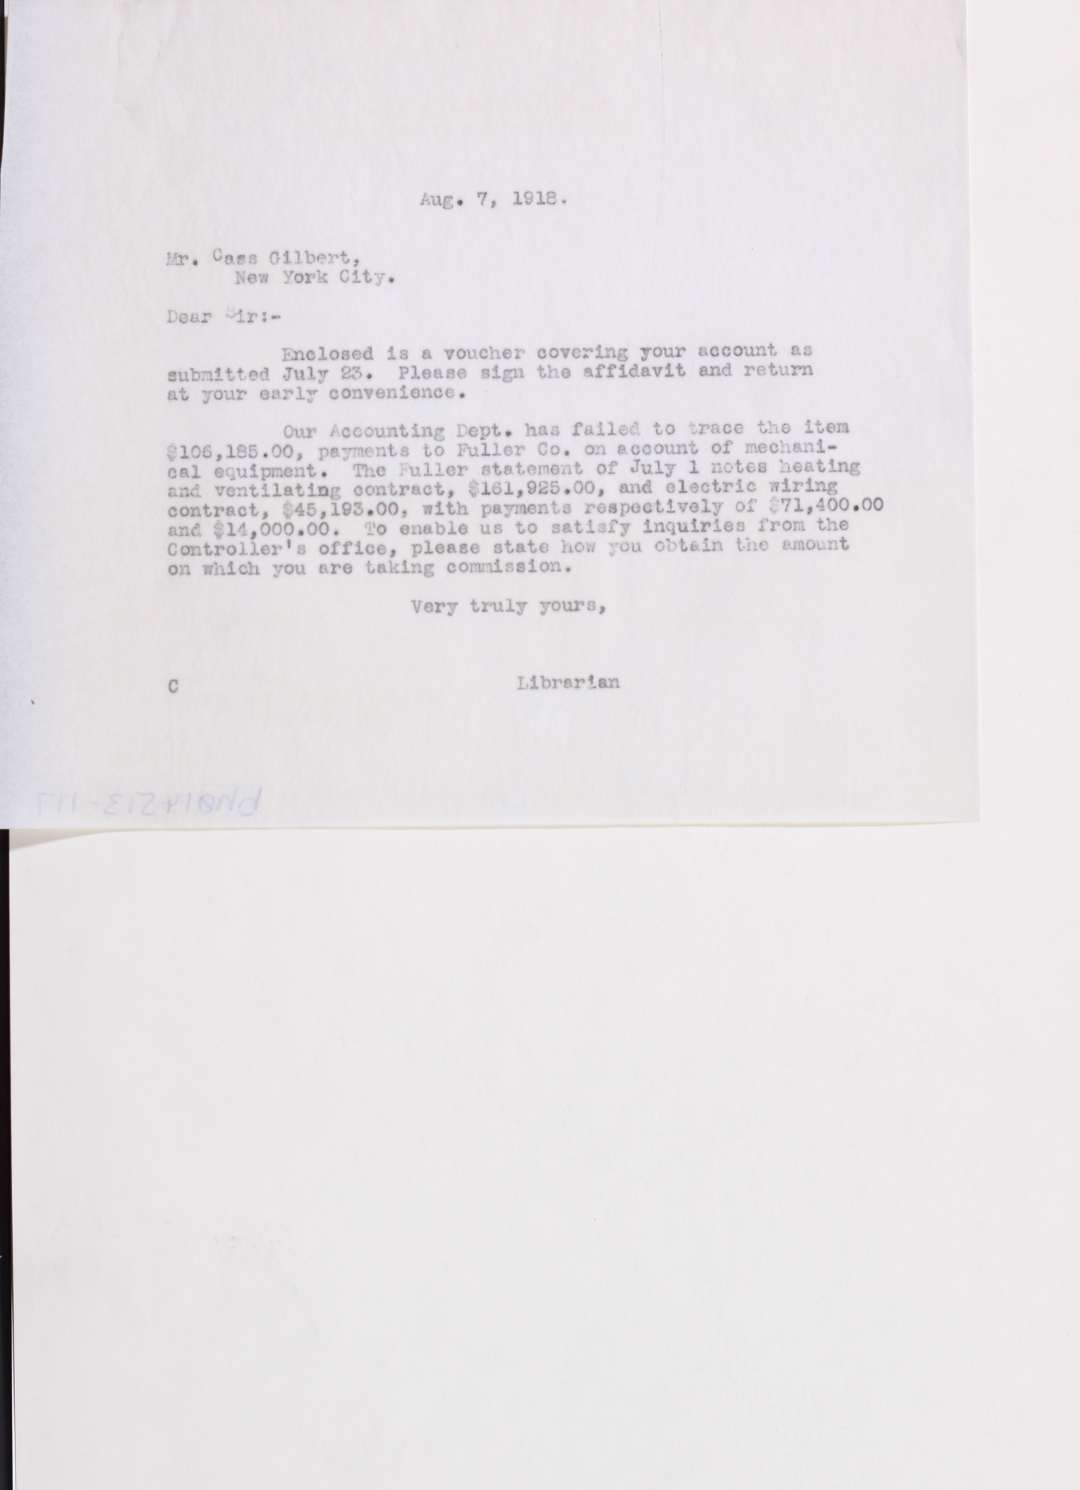 Aug. 7, 1918.
Mr. Cass Gilbert,
New York City.
Dear Sir:-
Enclosed is a voucher covering your account as
submitted July 23. Please sign the affidavit and return
at your early convenience.
Our Accounting Dept. has failed to trace the item
$106,185.00, payments to Fuller Co. on account of mechani-
cal equipment. The Fuller statement of July 1 notes heating
and ventilating contract, $161,925.00, and electric wiring
contract, $45,193.00, with payments respectively of $71,400.00
and $14,000.00. To enable us to satisfy inquiries from the
Controller's office, please state how you obtain the amount
on which you are taking commission.
Very truly yours,
C Librarian